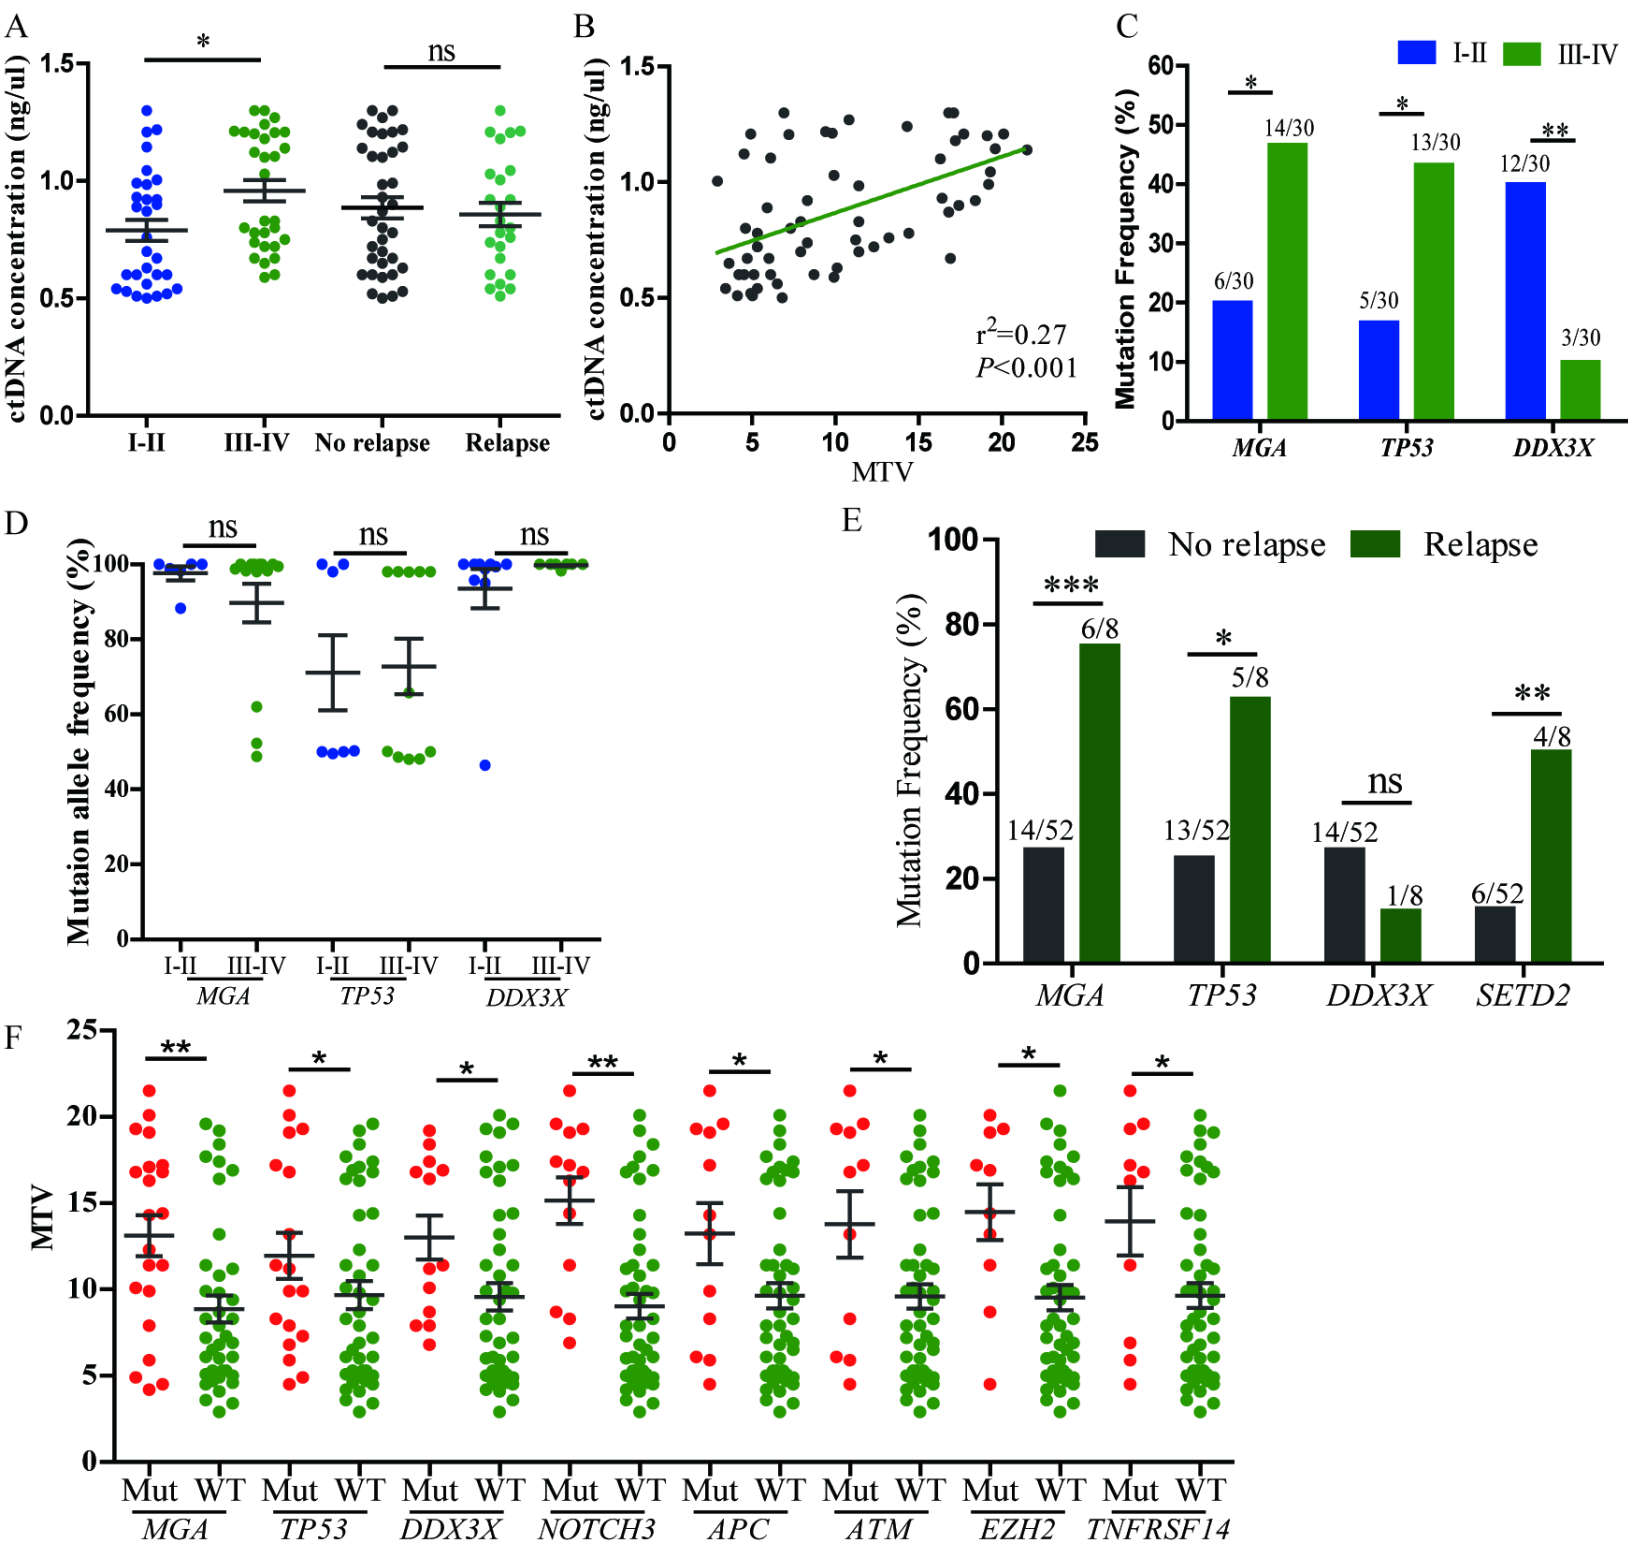 A
ctDNA concentration (ng/ul)
1.5
1.0
0.5
0.0
*
ns
I-II
III-IV
No relapse
Relapse
B
ctDNA concentration (ng/ul)
1.5
1.0
0.5
0.0
r2=0.27
P<0.001
0
5
10
15
20
25
MTV
C
I-II
III-IV
Mutation Frequency (%)
60
50
40
30
20
10
0
*
*
**
6/30
14/30
5/30
13/30
12/30
3/30
MGA
TP53
DDX3X
D
Mutaion allele frequency (%)
100
80
60
40
20
0
ns
ns
ns
I-II
III-IV
I-II
III-IV
I-II
III-IV
MGA
TP53
DDX3X
E
No relapse
Relapse
Mutation Frequency (%)
100
80
60
40
20
0
***
*
ns
**
14/52
6/8
13/52
5/8
14/52
1/8
6/52
4/8
MGA
TP53
DDX3X
SETD2
F
MTV
25
20
15
10
5
0
**
*
*
**
*
*
*
*
Mut WT
Mut WT
Mut WT
Mut WT
Mut WT
Mut WT
Mut WT
Mut WT
MGA
TP53
DDX3X
NOTCH3
APC
ATM
EZH2
TNFRSF14